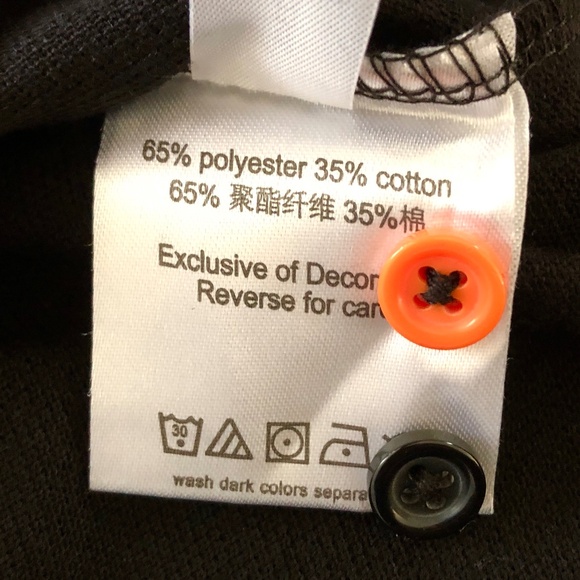 65% polyester 35% cotton
65% 聚酯纤维 35%棉
Exclusive of
Reverse for
30
wash dark colors